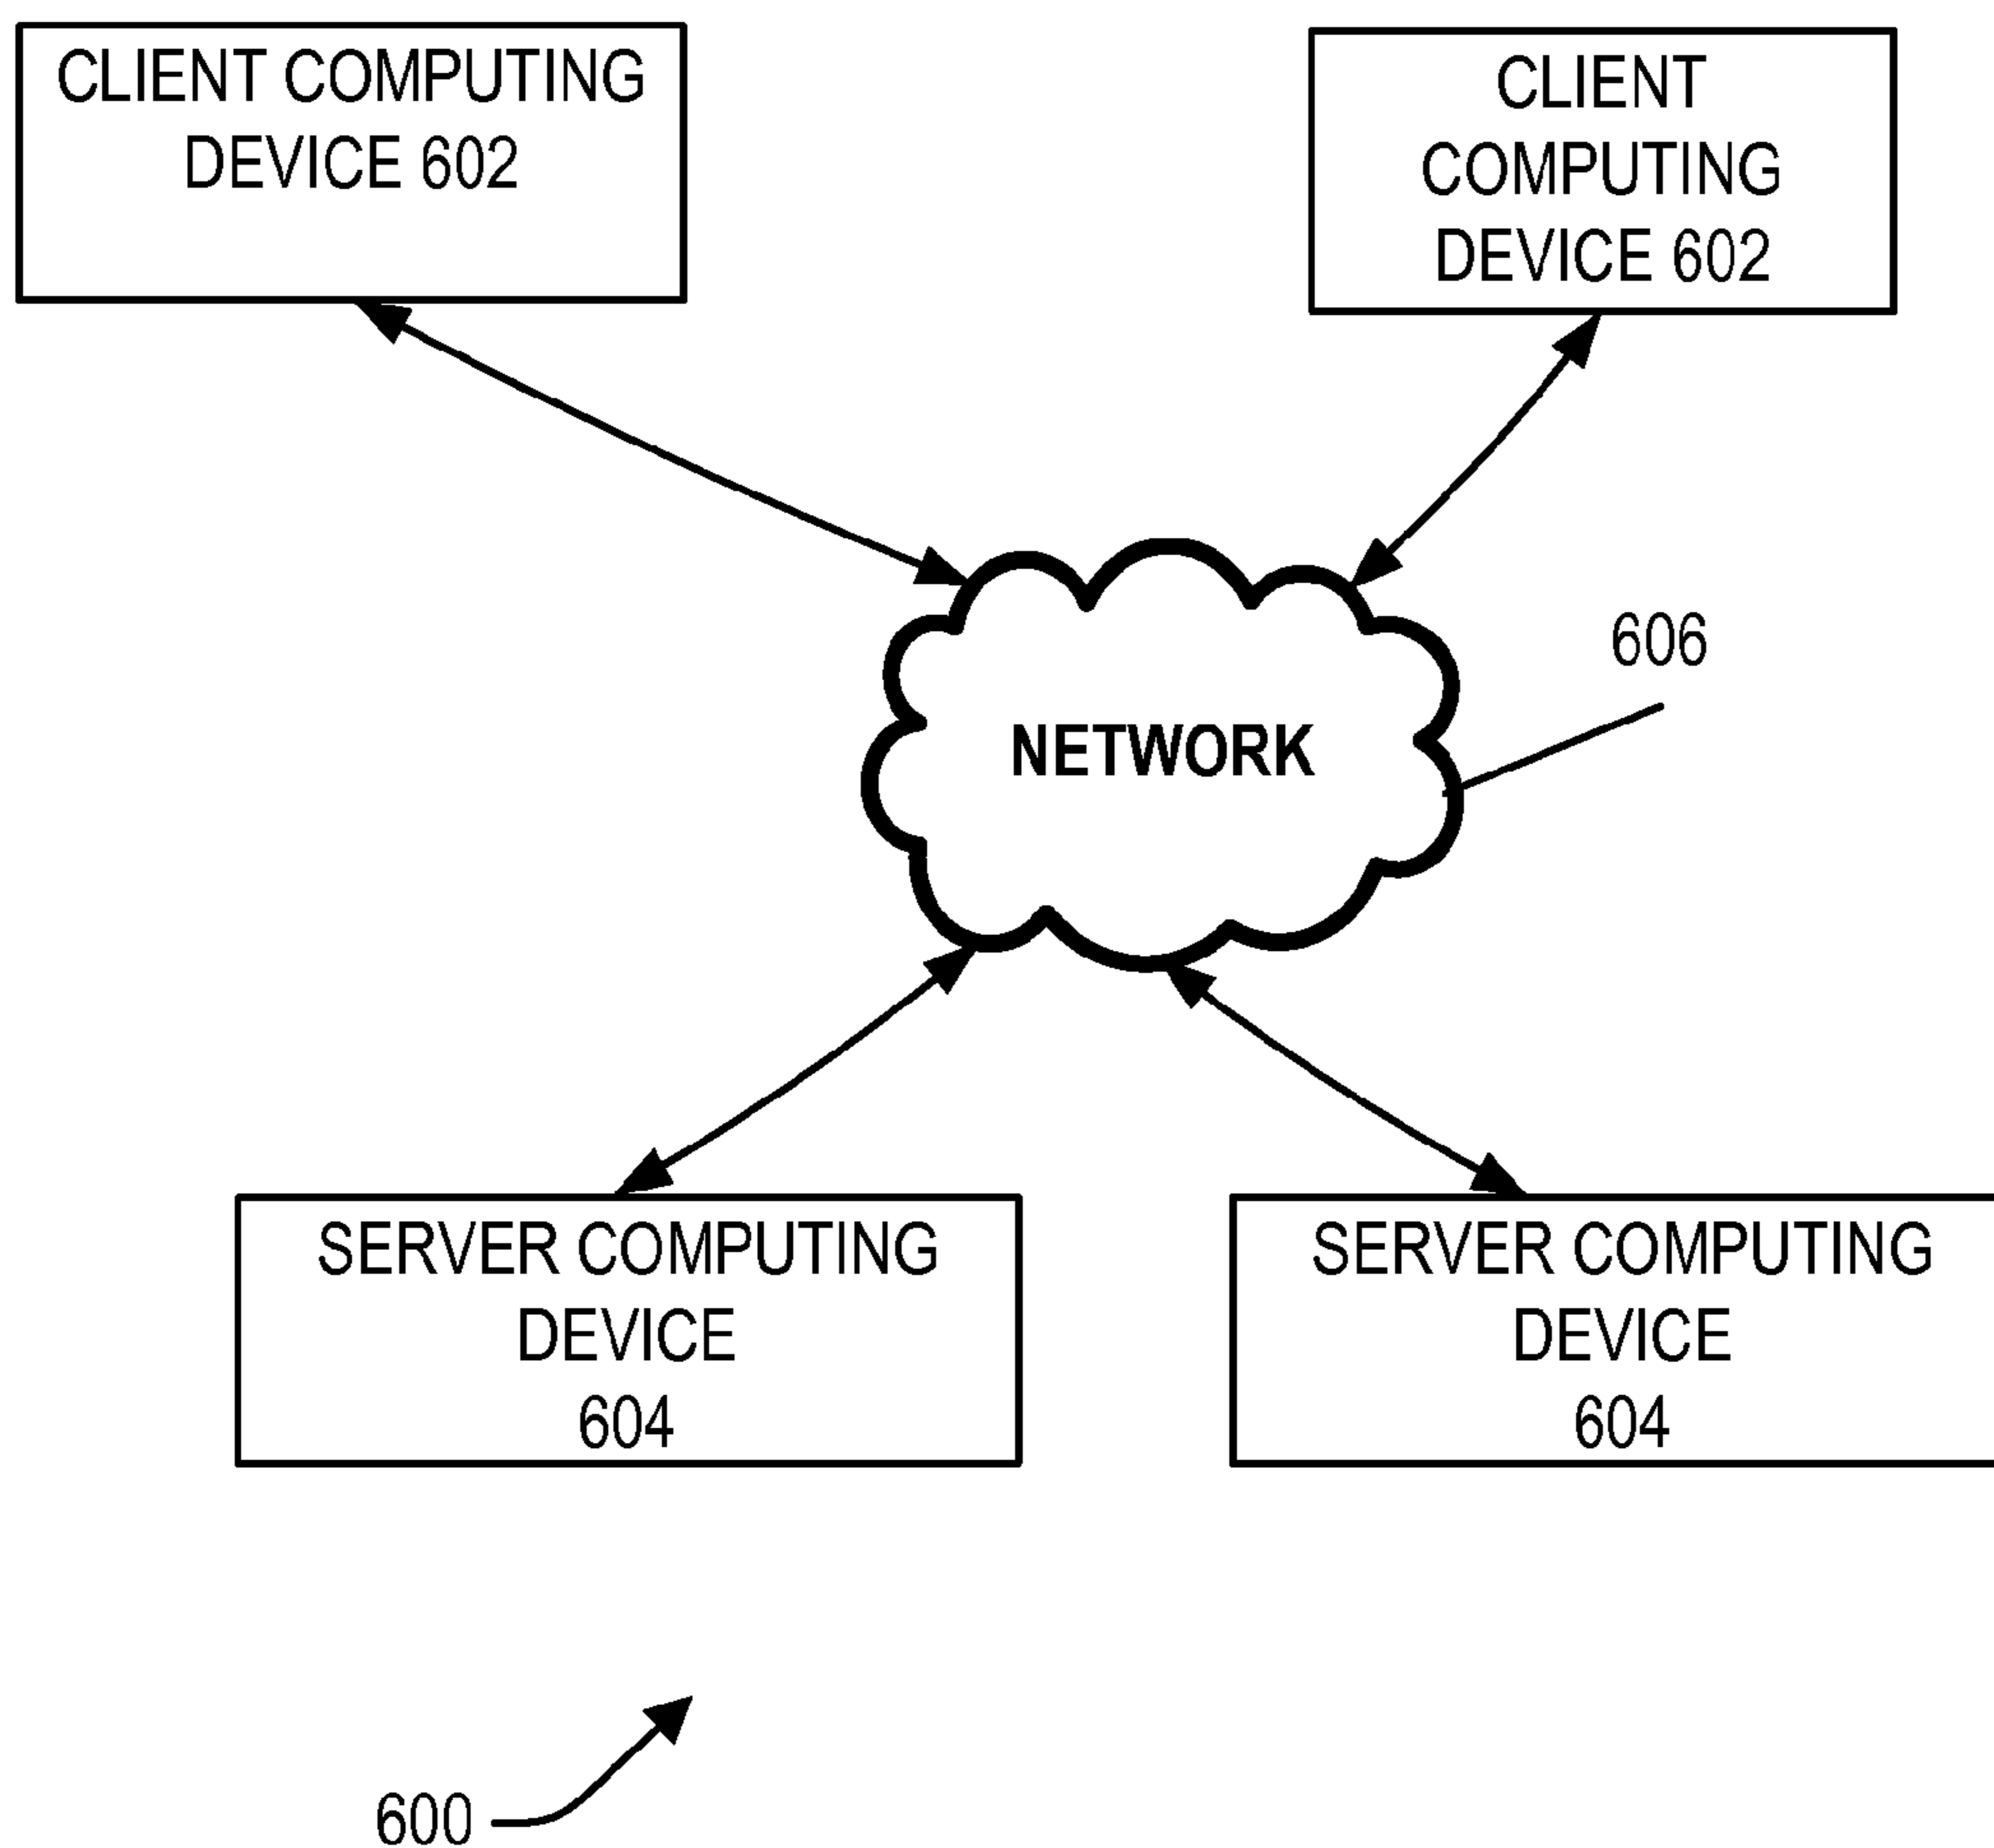 CLIENT COMPUTING
DEVICE 602
CLIENT
COMPUTING
DEVICE 602
606
NETWORK
SERVER COMPUTING
DEVICE
604
SERVER COMPUTING
DEVICE
604
600